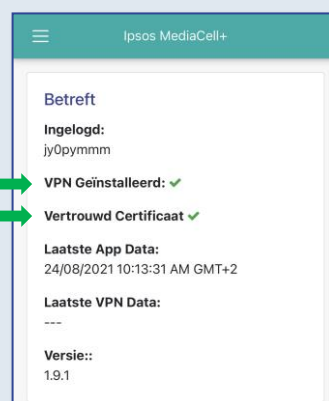 Ipsos MediaCell+
Betreft
Ingelogd:
jy0pymmm
VPN Geïnstalleerd: ✔
Vertrouwd Certificaat ✔
Laatste App Data:
24/08/2021 10:13:31 AM GMT+2
Laatste VPN Data:
---
Versie::
1.9.1